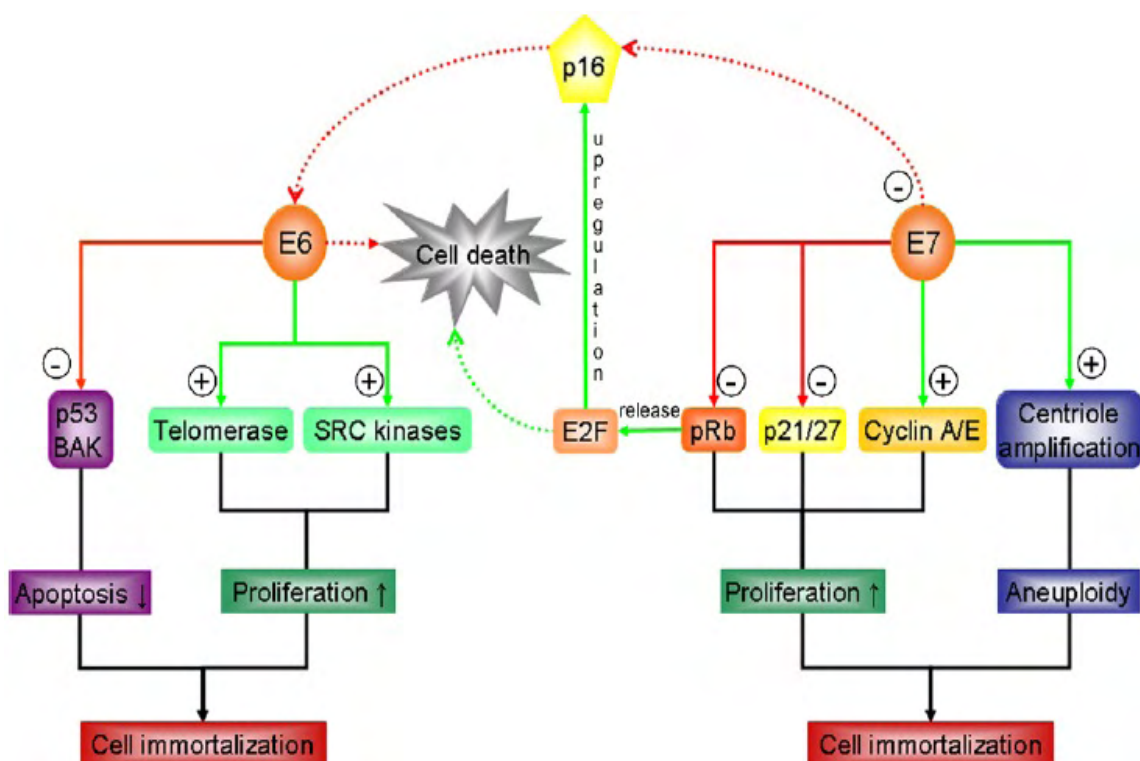 p16
upregulation
-
E6
Cell death
E7
-
+
+
-
-
+
+
p53
BAK
Telomerase
SRC kinases
E2F
release
pRb
p21/27
Cyclin A/E
Centriole
amplification
Apoptosis ↓
Proliferation ↑
Proliferation ↑
Aneuploidy
Cell immortalization
Cell immortalization